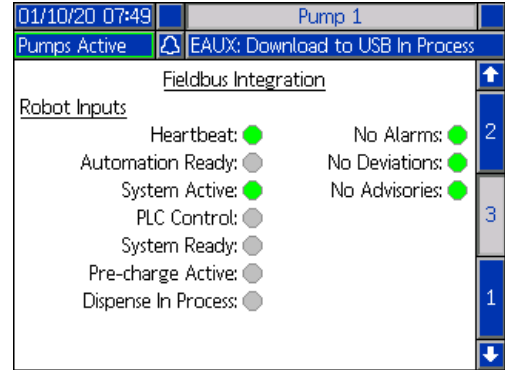 01/10/20 07:49 Pump 1
Pumps Active EAUX: Download to USB In Process
Fieldbus Integration
Robot Inputs
Heartbeat: No Alarms:
Automation Ready: No Deviations:
System Active: No Advisories:
PLC Control:
System Ready:
Pre-charge Active:
Dispense In Process:
2
3
1